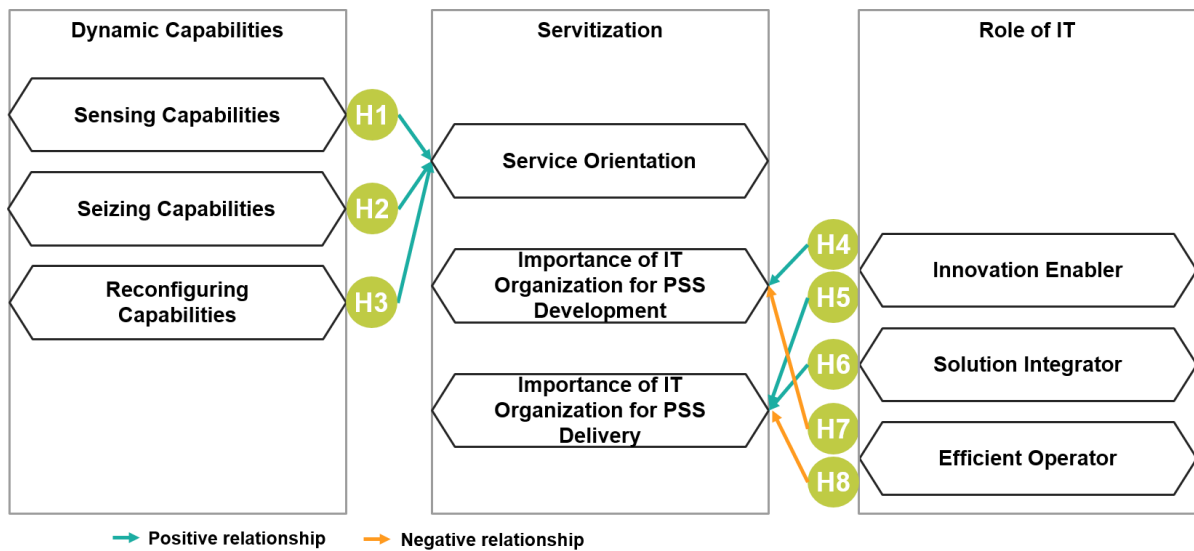 Dynamic Capabilities
Sensing Capabilities
Seizing Capabilities
Reconfiguring
Capabilities
H1
H2
H3
Servitization
Service Orientation
Importance of IT
Organization for PSS
Development
Importance of IT
Organization for PSS
Delivery
H4
H5
H6
H7
H8
Role of IT
Innovation Enabler
Solution Integrator
Efficient Operator
Positive relationship
Negative relationship